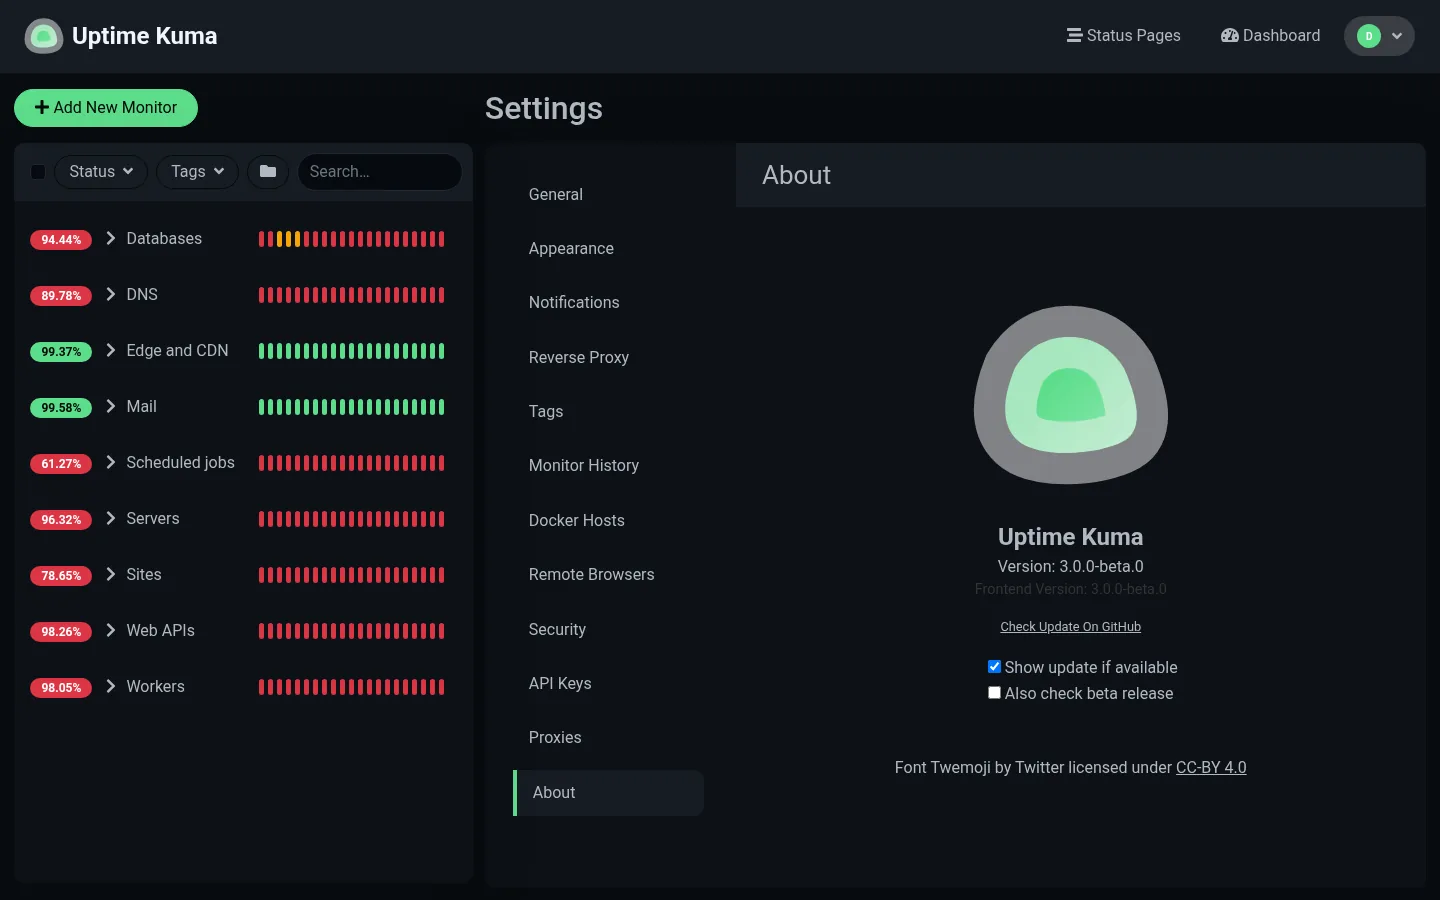 Uptime Kuma
Status Pages
Dashboard
D
Add New Monitor
Settings
Status
Tags
Search...
94.44% Databases
89.78% DNS
99.37% Edge and CDN
99.58% Mail
61.27% Scheduled jobs
96.32% Servers
78.65% Sites
98.26% Web APIs
98.05% Workers
General
Appearance
Notifications
Reverse Proxy
Tags
Monitor History
Docker Hosts
Remote Browsers
Security
API Keys
Proxies
About
About
Uptime Kuma
Version: 3.0.0-beta.0
Frontend Version: 3.0.0-beta.0
Check Update On GitHub
Show update if available
Also check beta release
Font Twemoji by Twitter licensed under CC-BY 4.0